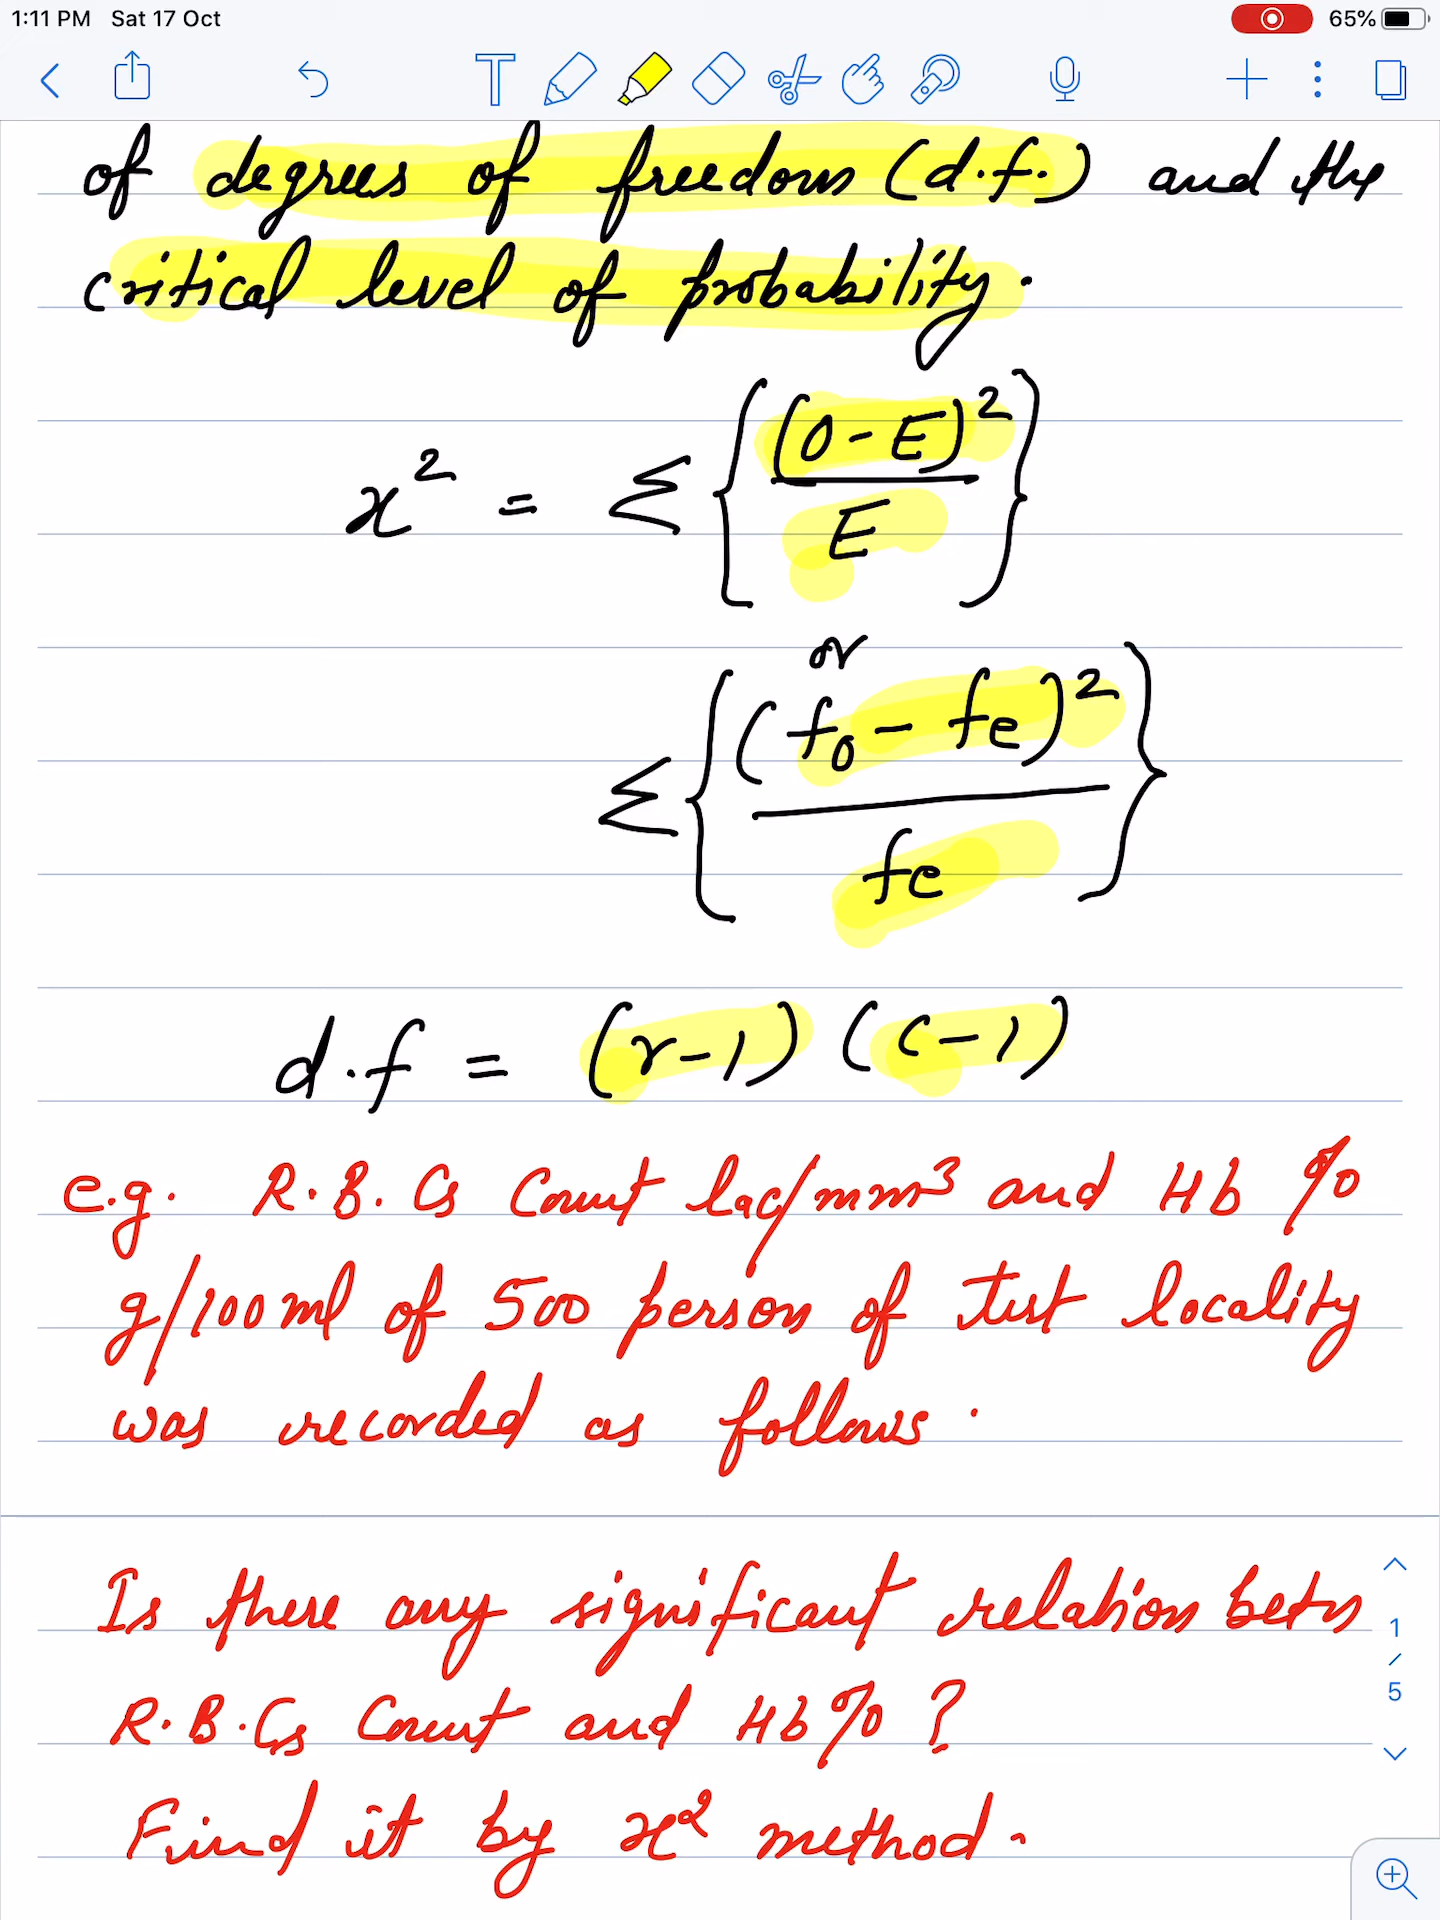 1:11 PM Sat 17 Oct 65%
T
of degrees of freedom (d.f.) and the
critical level of probability.
x² = Σ{(O-E)²/E}
or
Σ{(fo-fe)²/fe}
d.f = (r-1) (c-1)
e.g. R.B.Cs Count lac/mm³ and Hb %
g/100ml of 500 person of test locality
was recorded as follows.
Is there any significant relation betn
R.B.Cs Count and Hb% ?
Find it by x² method.
1
/
5